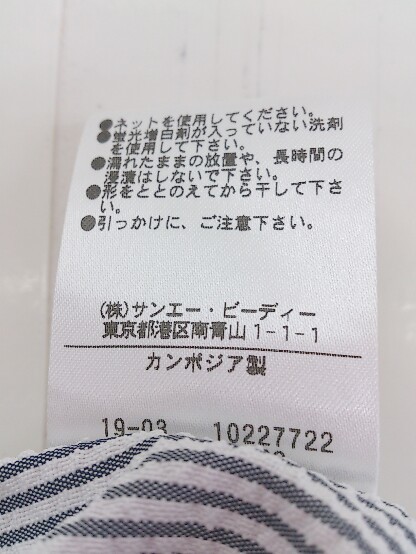 ●ネットを使用してください。
●蛍光増白剤が入っていない洗剤
を使用して下さい。
●濡れたままの放置や、長時間の
浸漬はしないで下さい。
●形をととのえてから干して下さ
い。
●引っかけに、ご注意下さい。
(株)サンエー・ビーディー
東京都港区南青山1-1-1
カンボジア製
19-03 10227722